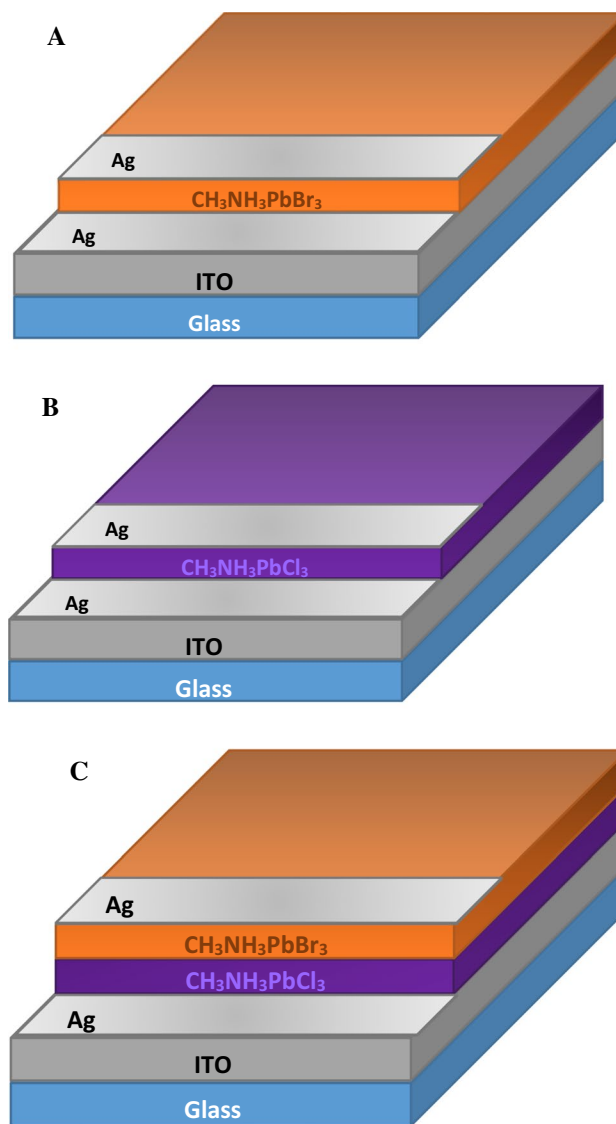 A
Ag
CH₃NH₃PbBr₃
Ag
ITO
Glass
B
Ag
CH₃NH₃PbCl₃
Ag
ITO
Glass
C
Ag
CH₃NH₃PbBr₃
CH₃NH₃PbCl₃
Ag
ITO
Glass